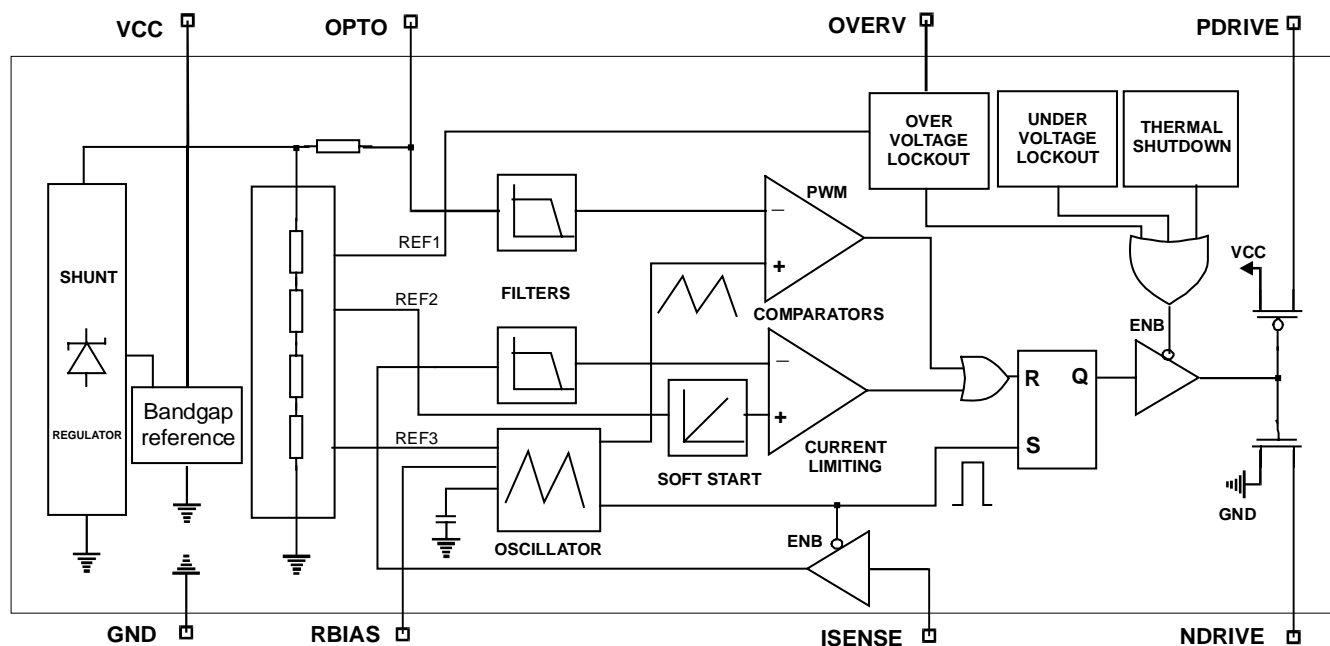 VCC
OPTO
OVERV
PDRIVE
OVER
VOLTAGE
LOCKOUT
UNDER
VOLTAGE
LOCKOUT
THERMAL
SHUTDOWN
PWM
−
+
REF1
VCC
SHUNT
FILTERS
REF2
COMPARATORS
ENB
−
R
Q
REGULATOR
Bandgap
reference
+
REF3
CURRENT
LIMITING
S
SOFT START
GND
OSCILLATOR
ENB
GND
RBIAS
ISENSE
NDRIVE